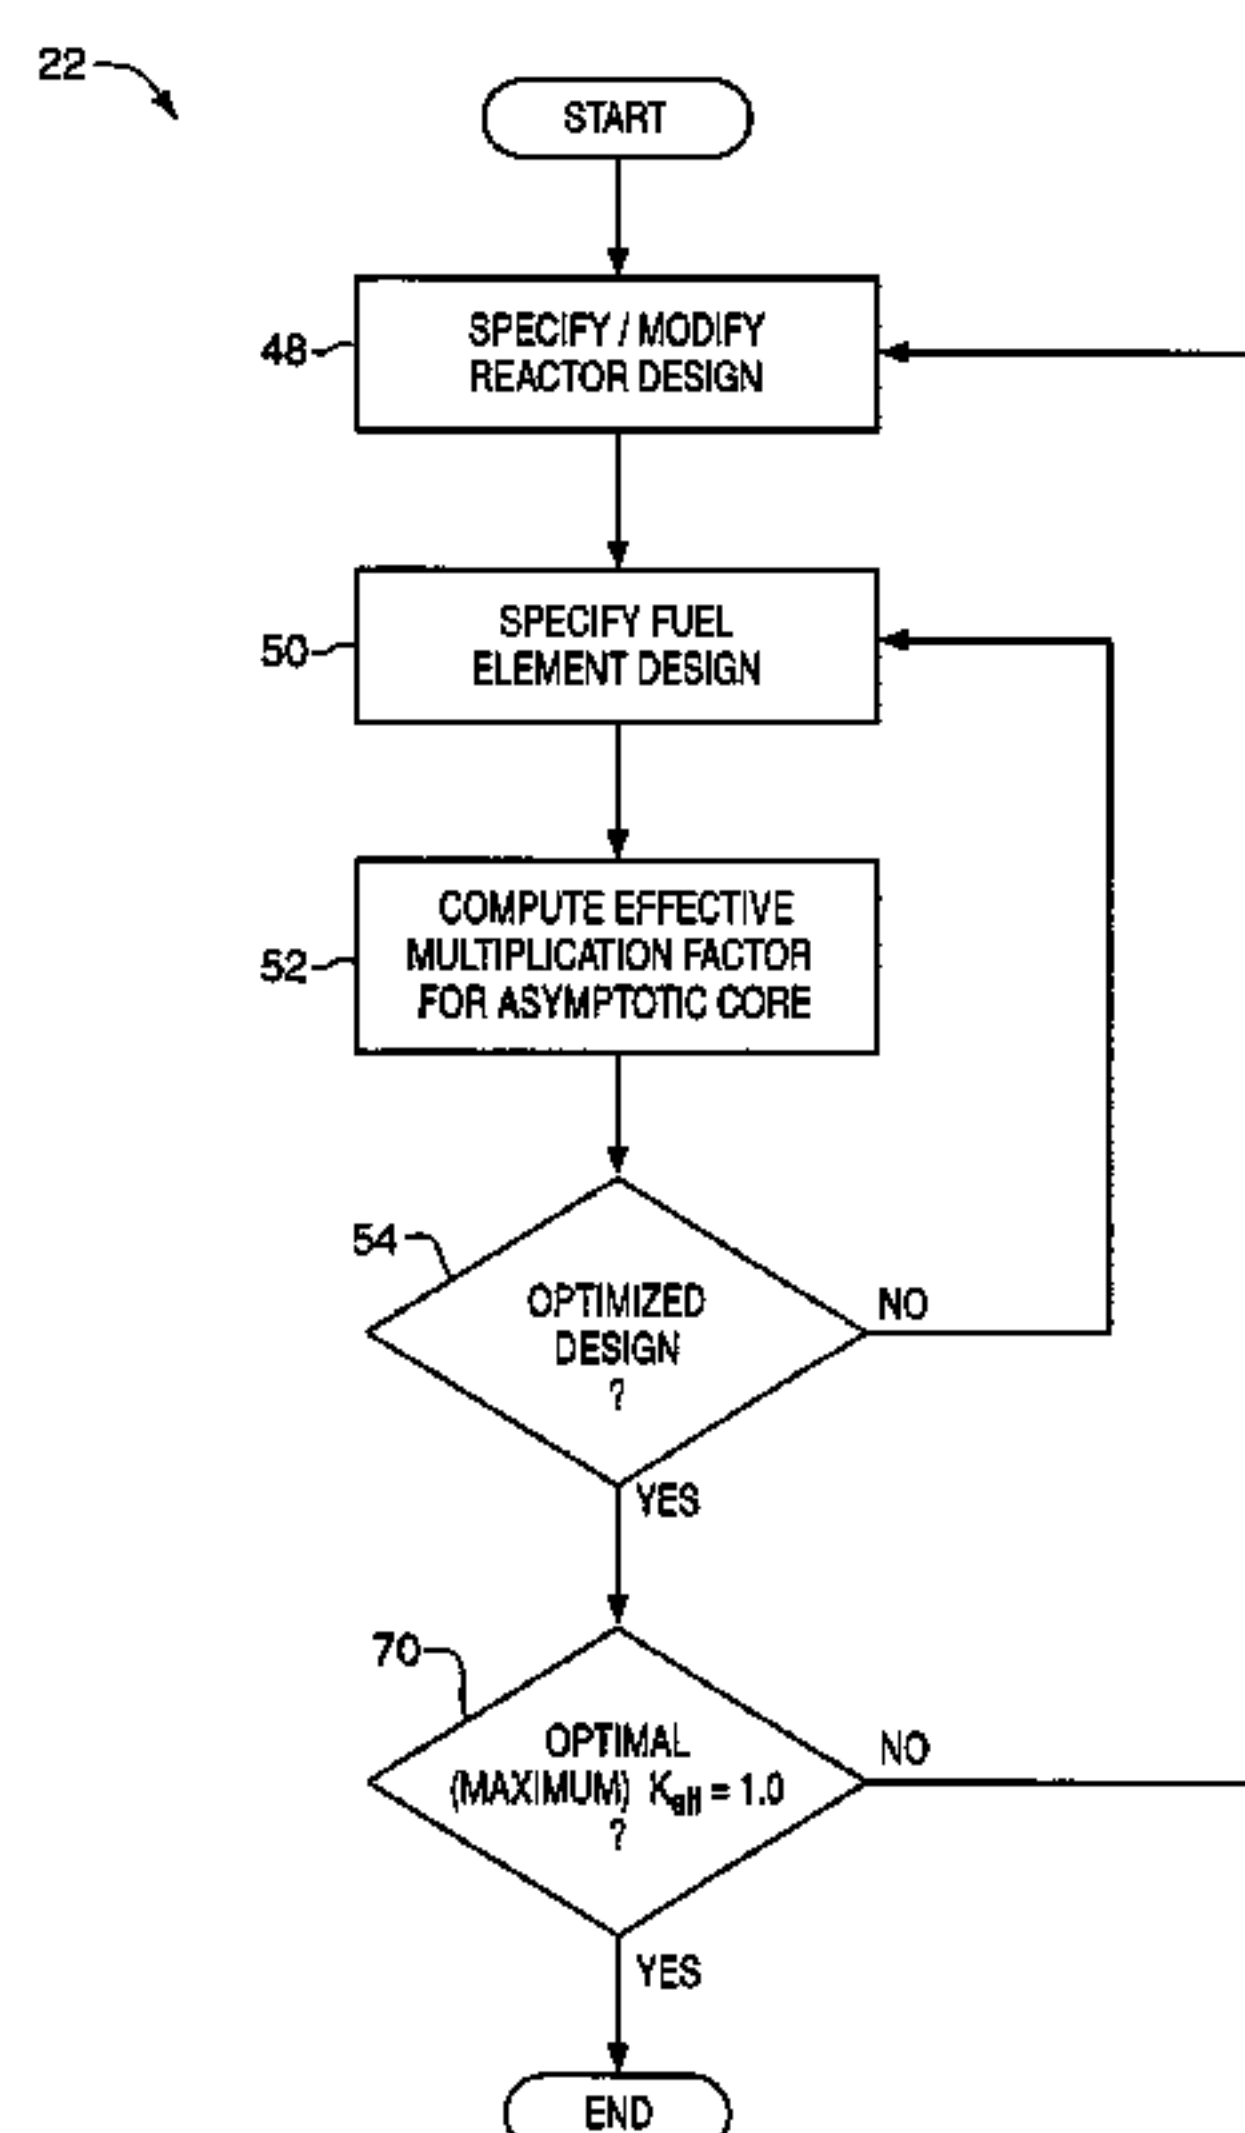 22
START
48
SPECIFY / MODIFY
REACTOR DESIGN
50
SPECIFY FUEL
ELEMENT DESIGN
52
COMPUTE EFFECTIVE
MULTIPLICATION FACTOR
FOR ASYMPTOTIC CORE
54
OPTIMIZED
DESIGN
?
NO
YES
70
OPTIMAL
(MAXIMUM) Keff = 1.0
?
NO
YES
END